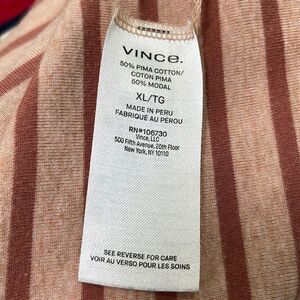 VINCE.
50% PIMA COTTON/
COTON PIMA
50% MODAL
XL/TG
MADE IN PERU
FABRIQUÉ AU PEROU
RN#106730
Vince, LLC
500 Fifth Avenue, 20th Floor
New York, NY 10110
SEE REVERSE FOR CARE
VOIR AU VERSO POUR LES SOINS